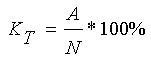 K_T = A/N * 100%